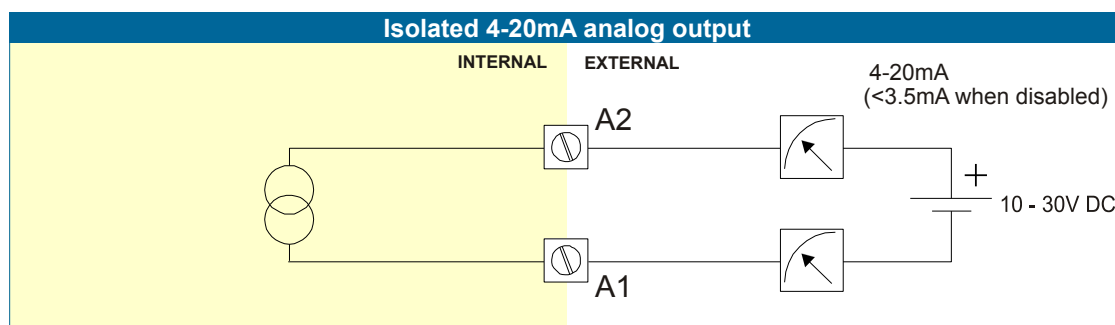 Isolated 4-20mA analog output
INTERNAL EXTERNAL
4-20mA
(<3.5mA when disabled)
A2
+
10 - 30V DC
A1